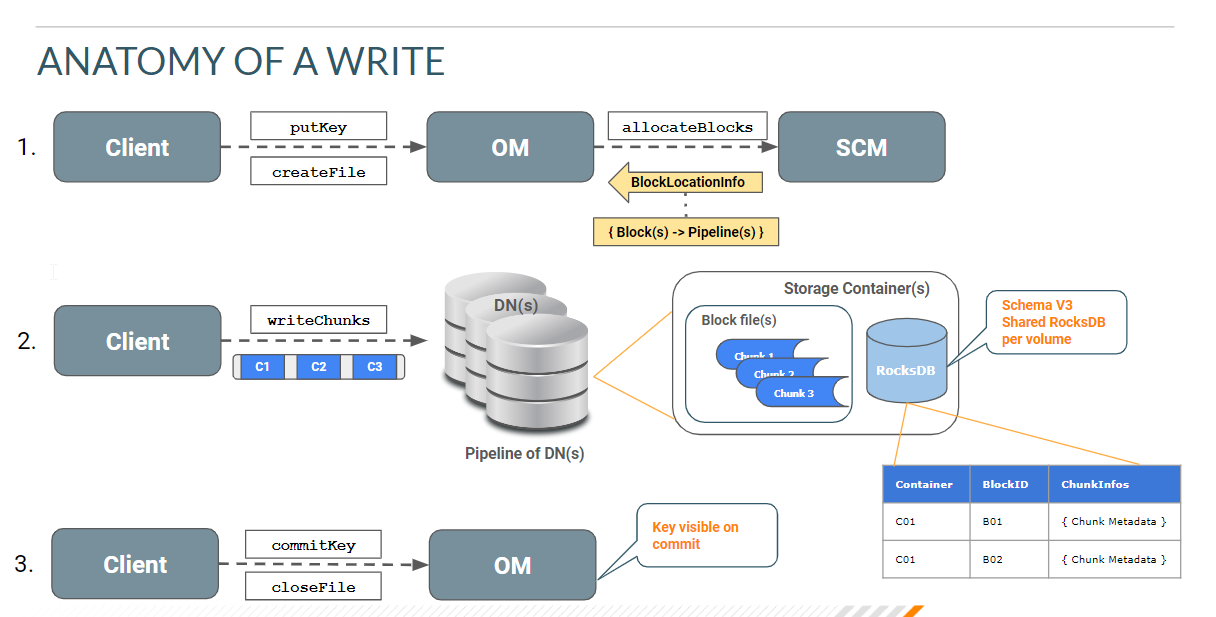 ANATOMY OF A WRITE
1.
Client
putKey
createFile
OM
allocateBlocks
BlockLocationInfo
{ Block(s) -> Pipeline(s) }
SCM
2.
Client
writeChunks
C1
C2
C3
DN(s)
Pipeline of DN(s)
Storage Container(s)
Block file(s)
Chunk 1
Chunk 2
Chunk 3
RocksDB
Schema V3
Shared RocksDB
per volume
Container BlockID ChunkInfos
C01 B01 { Chunk Metadata }
C01 B02 { Chunk Metadata }
3.
Client
commitKey
closeFile
OM
Key visible on
commit